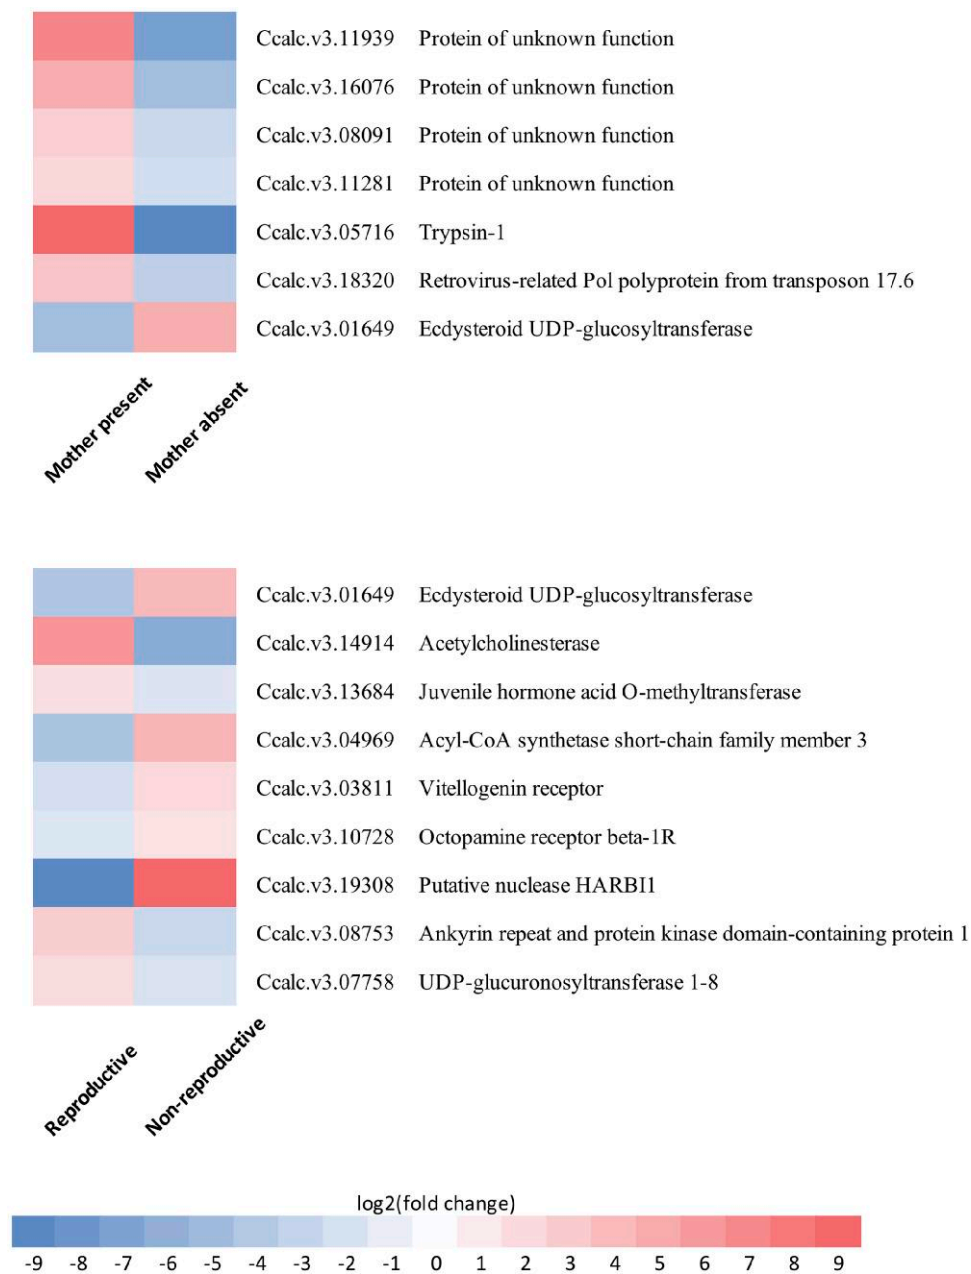 Ccalc.v3.11939 Protein of unknown function
Ccalc.v3.16076 Protein of unknown function
Ccalc.v3.08091 Protein of unknown function
Ccalc.v3.11281 Protein of unknown function
Ccalc.v3.05716 Trypsin-1
Ccalc.v3.18320 Retrovirus-related Pol polyprotein from transposon 17.6
Ccalc.v3.01649 Ecdysteroid UDP-glucosyltransferase
Mother present
Mother absent
Ccalc.v3.01649 Ecdysteroid UDP-glucosyltransferase
Ccalc.v3.14914 Acetylcholinesterase
Ccalc.v3.13684 Juvenile hormone acid O-methyltransferase
Ccalc.v3.04969 Acyl-CoA synthetase short-chain family member 3
Ccalc.v3.03811 Vitellogenin receptor
Ccalc.v3.10728 Octopamine receptor beta-1R
Ccalc.v3.19308 Putative nuclease HARBI1
Ccalc.v3.08753 Ankyrin repeat and protein kinase domain-containing protein 1
Ccalc.v3.07758 UDP-glucuronosyltransferase 1-8
Reproductive
Non-reproductive
log2(fold change)
-9 -8 -7 -6 -5 -4 -3 -2 -1 0 1 2 3 4 5 6 7 8 9